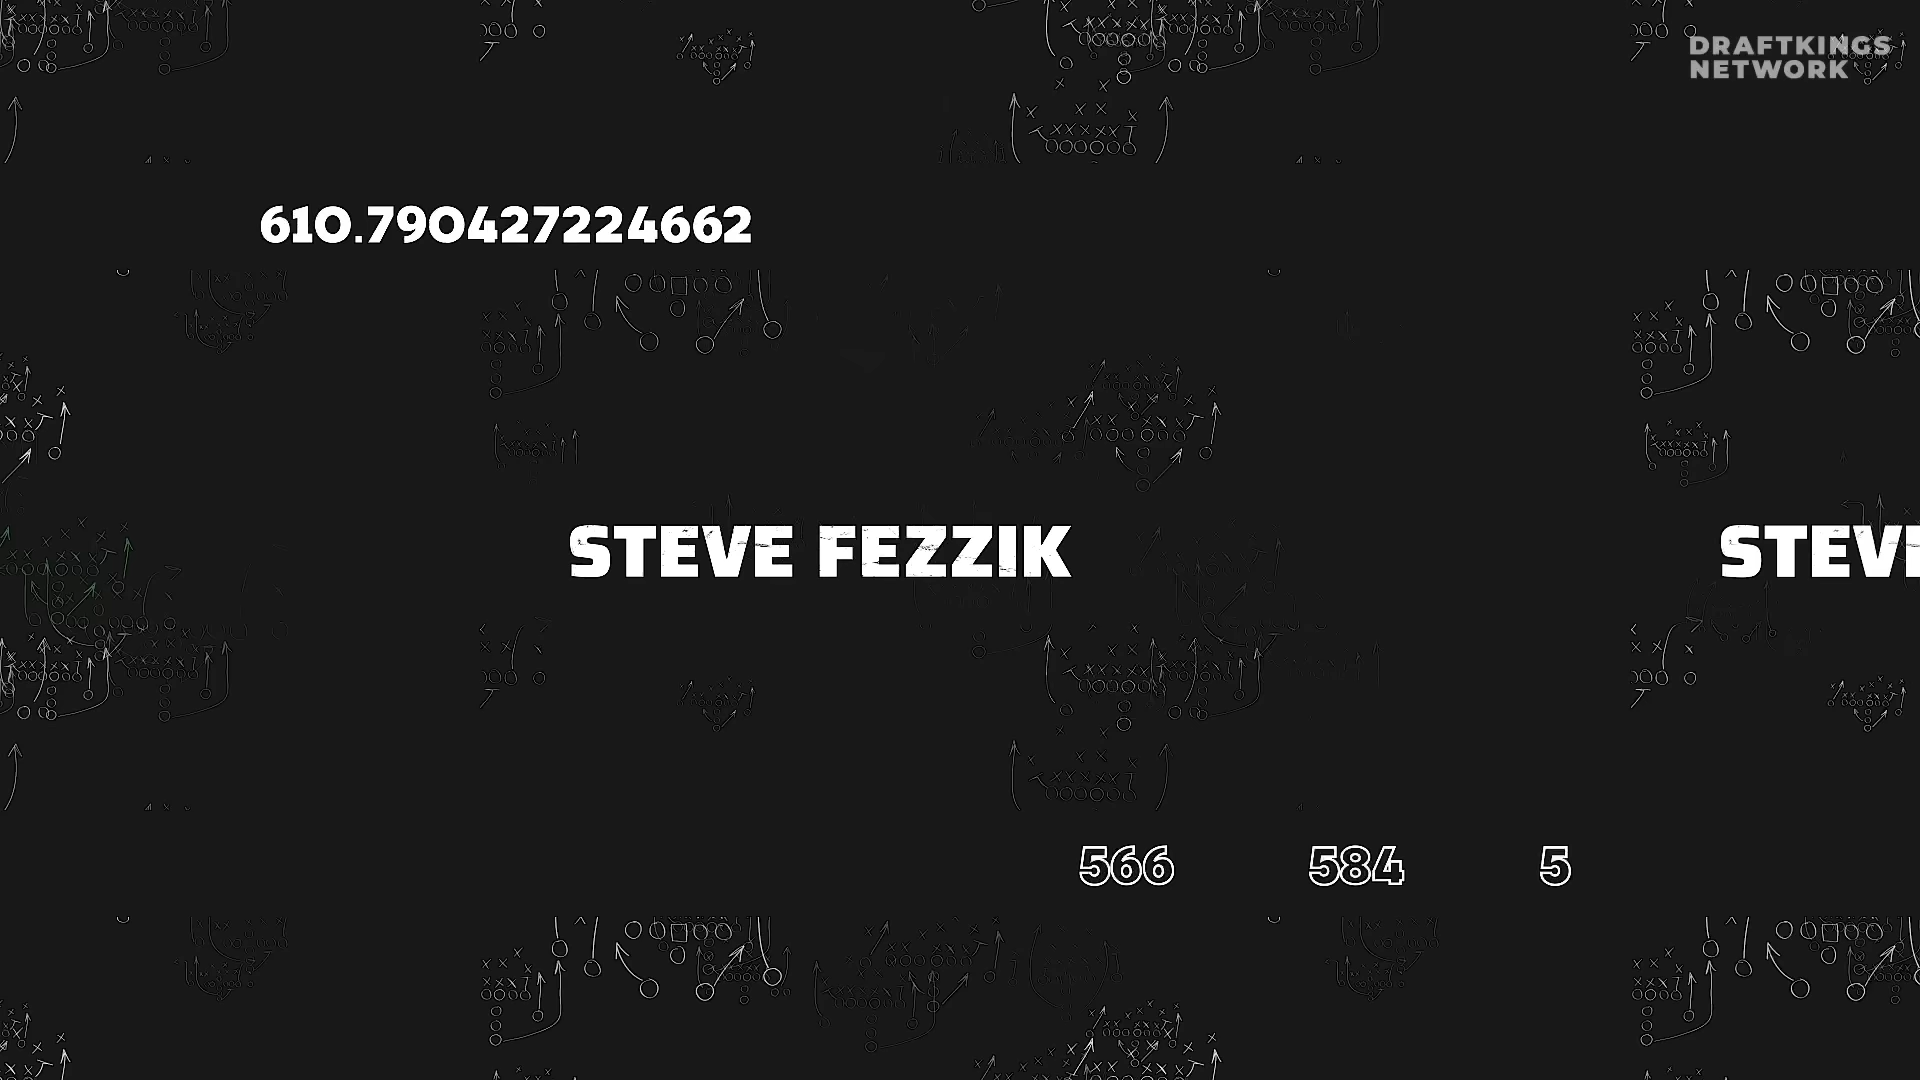 DRAFTKINGS
NETWORK
610.790427224662
STEVE FEZZIK STEVE
566 584 5